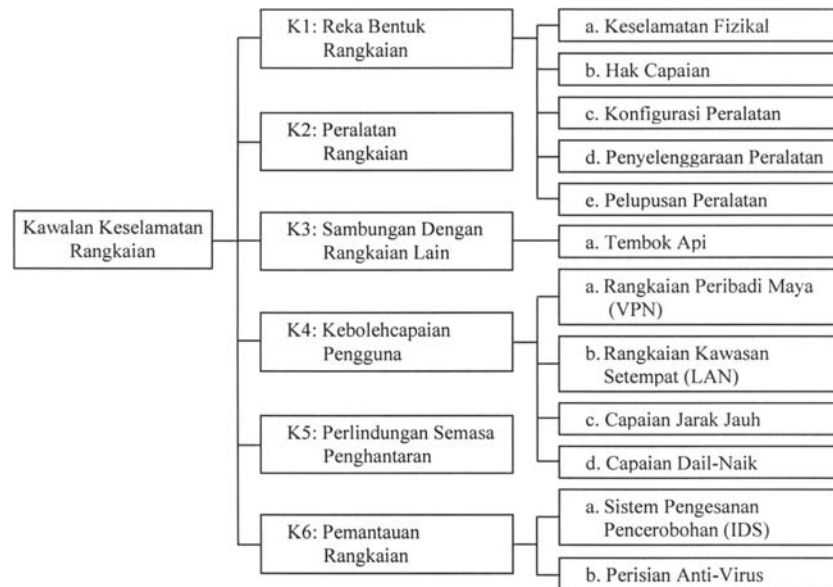 Kawalan Keselamatan
Rangkaian
K1: Reka Bentuk
Rangkaian
a. Keselamatan Fizikal
b. Hak Capaian
c. Konfigurasi Peralatan
d. Penyelenggaraan Peralatan
e. Pelupusan Peralatan
K2: Peralatan
Rangkaian
K3: Sambungan Dengan
Rangkaian Lain
a. Tembok Api
K4: Kebolehcapaian
Pengguna
a. Rangkaian Peribadi Maya
(VPN)
b. Rangkaian Kawasan
Setempat (LAN)
c. Capaian Jarak Jauh
d. Capaian Dail-Naik
K5: Perlindungan Semasa
Penghantaran
K6: Pemantauan
Rangkaian
a. Sistem Pengesanan
Pencerobohan (IDS)
b. Perisian Anti-Virus